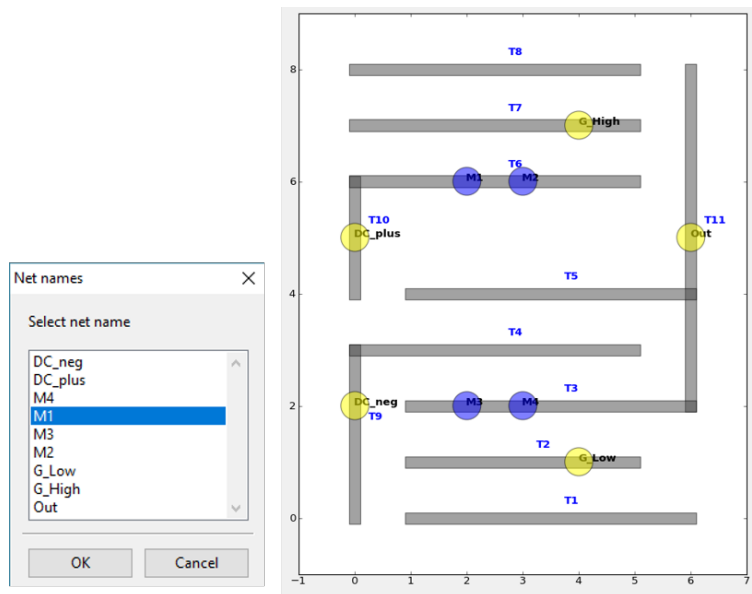 Net names
Select net name
DC_neg
DC_plus
M4
M1
M3
M2
G_Low
G_High
Out
OK
Cancel
T8
8
T7
G_High
T6
6
M1
M2
T10
T11
DC_plus
Out
T5
4
T4
T3
2
DC_neg
M3
M4
T9
T2
G_Low
T1
0
−1
0
1
2
3
4
5
6
7